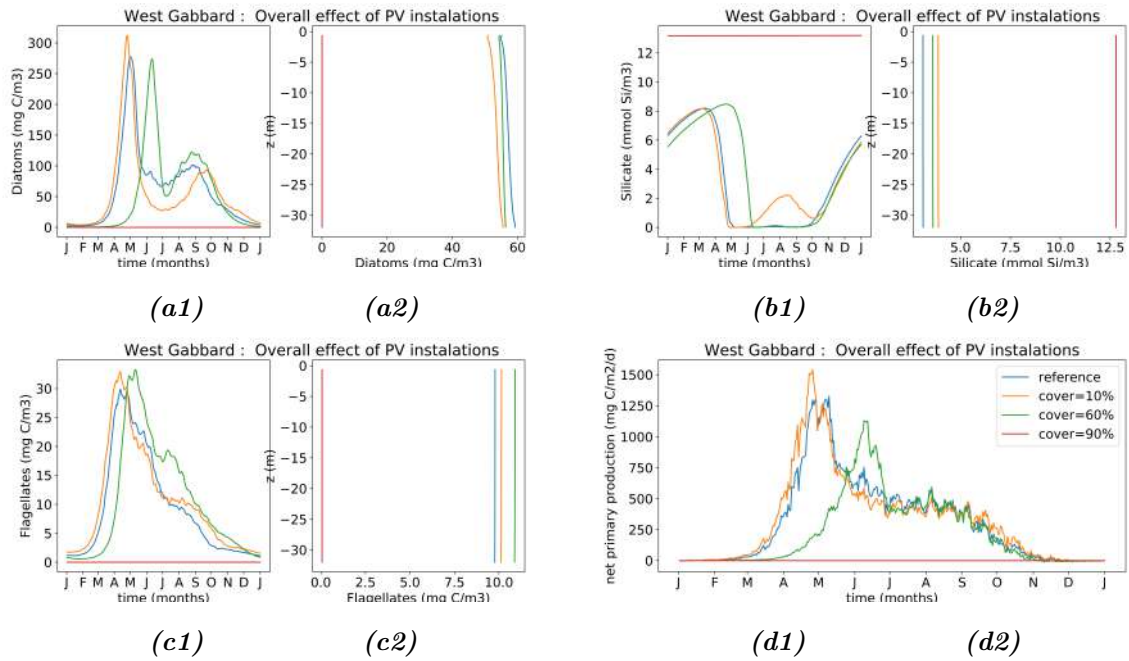 West Gabbard : Overall effect of PV instalations
Diatoms (mg C/m3)
300
250
200
150
100
50
0
J F M A M J J A S O N D J
time (months)
z (m)
0
−5
−10
−15
−20
−25
−30
0 20 40 60
Diatoms (mg C/m3)
(a1) (a2)
West Gabbard : Overall effect of PV instalations
Silicate (mmol Si/m3)
12
10
8
6
4
2
0
J F M A M J J A S O N D J
time (months)
z (m)
0
−5
−10
−15
−20
−25
−30
5.0 7.5 10.0 12.5
Silicate (mmol Si/m3)
(b1) (b2)
West Gabbard : Overall effect of PV instalations
Flagellates (mg C/m3)
30
25
20
15
10
5
0
J F M A M J J A S O N D J
time (months)
z (m)
0
−5
−10
−15
−20
−25
−30
0.0 2.5 5.0 7.5 10.0
Flagellates (mg C/m3)
(c1) (c2)
West Gabbard : Overall effect of PV instalations
net primary production (mg C/m2/d)
1500
1250
1000
750
500
250
0
J F M A M J J A S O N D J
time (months)
reference
cover=10%
cover=60%
cover=90%
(d1) (d2)